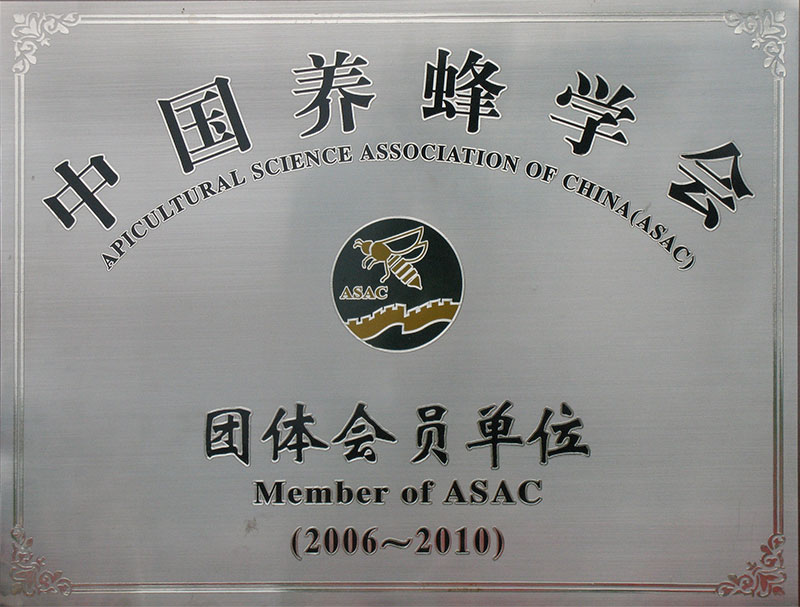 中国养蜂学会
APICULTURAL SCIENCE ASSOCIATION OF CHINA(ASAC)
ASAC
团体会员单位
Member of ASAC
(2006～2010)